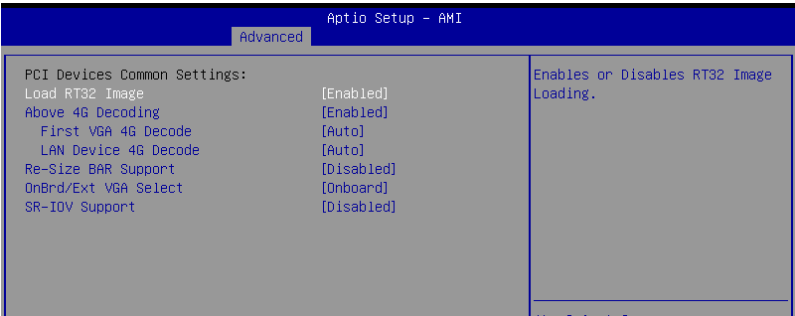 Aptio Setup – AMI
Advanced
PCI Devices Common Settings:
Load RT32 Image [Enabled]
Above 4G Decoding [Enabled]
First VGA 4G Decode [Auto]
LAN Device 4G Decode [Auto]
Re-Size BAR Support [Disabled]
OnBrd/Ext VGA Select [Onboard]
SR-IOV Support [Disabled]
Enables or Disables RT32 Image
Loading.